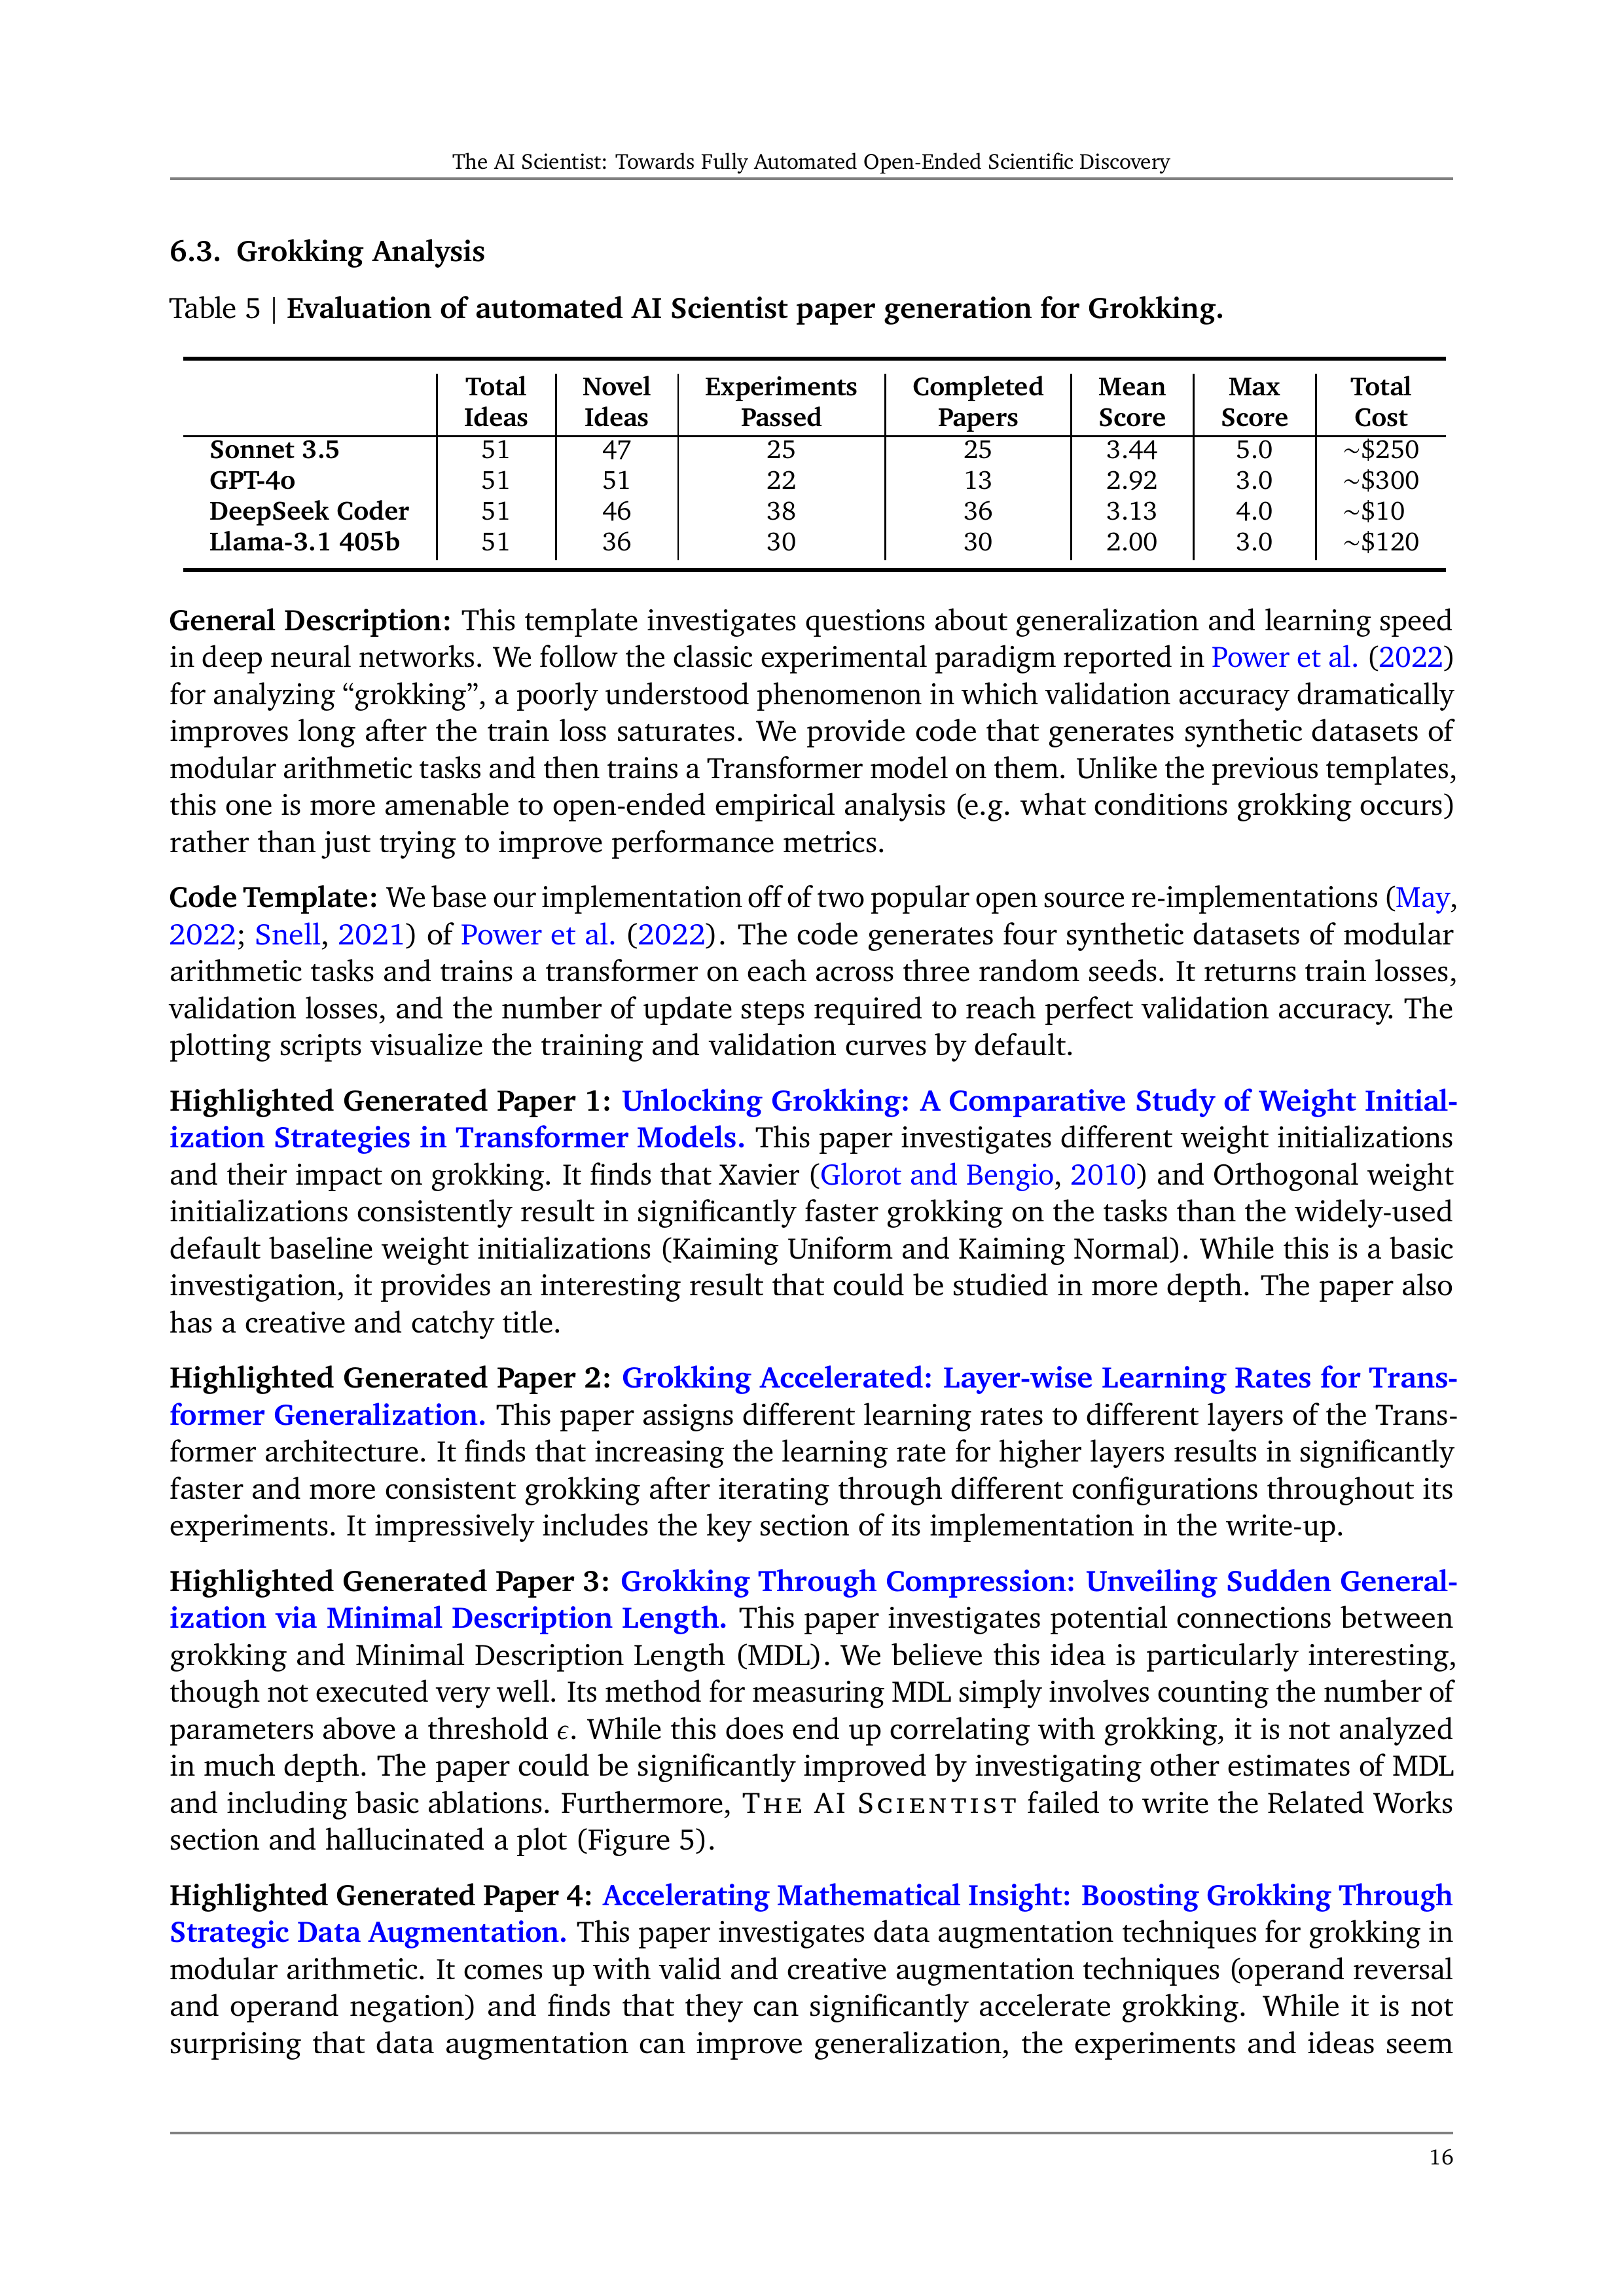 The AI Scientist: Towards Fully Automated Open-Ended Scientific Discovery
6.3. Grokking Analysis
Table 5 | Evaluation of automated AI Scientist paper generation for Grokking.
Total Ideas | Novel Ideas | Experiments Passed | Completed Papers | Mean Score | Max Score | Total Cost
Sonnet 3.5 | 51 | 47 | 25 | 25 | 3.44 | 5.0 | ~$250
GPT-4o | 51 | 51 | 22 | 13 | 2.92 | 3.0 | ~$300
DeepSeek Coder | 51 | 46 | 38 | 36 | 3.13 | 4.0 | ~$10
Llama-3.1 405b | 51 | 36 | 30 | 30 | 2.00 | 3.0 | ~$120
General Description: This template investigates questions about generalization and learning speed
in deep neural networks. We follow the classic experimental paradigm reported in Power et al. (2022)
for analyzing “grokking”, a poorly understood phenomenon in which validation accuracy dramatically
improves long after the train loss saturates. We provide code that generates synthetic datasets of
modular arithmetic tasks and then trains a Transformer model on them. Unlike the previous templates,
this one is more amenable to open-ended empirical analysis (e.g. what conditions grokking occurs)
rather than just trying to improve performance metrics.
Code Template: We base our implementation off of two popular open source re-implementations (May,
2022; Snell, 2021) of Power et al. (2022). The code generates four synthetic datasets of modular
arithmetic tasks and trains a transformer on each across three random seeds. It returns train losses,
validation losses, and the number of update steps required to reach perfect validation accuracy. The
plotting scripts visualize the training and validation curves by default.
Highlighted Generated Paper 1: Unlocking Grokking: A Comparative Study of Weight Initial-
ization Strategies in Transformer Models. This paper investigates different weight initializations
and their impact on grokking. It finds that Xavier (Glorot and Bengio, 2010) and Orthogonal weight
initializations consistently result in significantly faster grokking on the tasks than the widely-used
default baseline weight initializations (Kaiming Uniform and Kaiming Normal). While this is a basic
investigation, it provides an interesting result that could be studied in more depth. The paper also
has a creative and catchy title.
Highlighted Generated Paper 2: Grokking Accelerated: Layer-wise Learning Rates for Trans-
former Generalization. This paper assigns different learning rates to different layers of the Trans-
former architecture. It finds that increasing the learning rate for higher layers results in significantly
faster and more consistent grokking after iterating through different configurations throughout its
experiments. It impressively includes the key section of its implementation in the write-up.
Highlighted Generated Paper 3: Grokking Through Compression: Unveiling Sudden General-
ization via Minimal Description Length. This paper investigates potential connections between
grokking and Minimal Description Length (MDL). We believe this idea is particularly interesting,
though not executed very well. Its method for measuring MDL simply involves counting the number of
parameters above a threshold ϵ. While this does end up correlating with grokking, it is not analyzed
in much depth. The paper could be significantly improved by investigating other estimates of MDL
and including basic ablations. Furthermore, THE AI SCIENTIST failed to write the Related Works
section and hallucinated a plot (Figure 5).
Highlighted Generated Paper 4: Accelerating Mathematical Insight: Boosting Grokking Through
Strategic Data Augmentation. This paper investigates data augmentation techniques for grokking in
modular arithmetic. It comes up with valid and creative augmentation techniques (operand reversal
and operand negation) and finds that they can significantly accelerate grokking. While it is not
surprising that data augmentation can improve generalization, the experiments and ideas seem
16